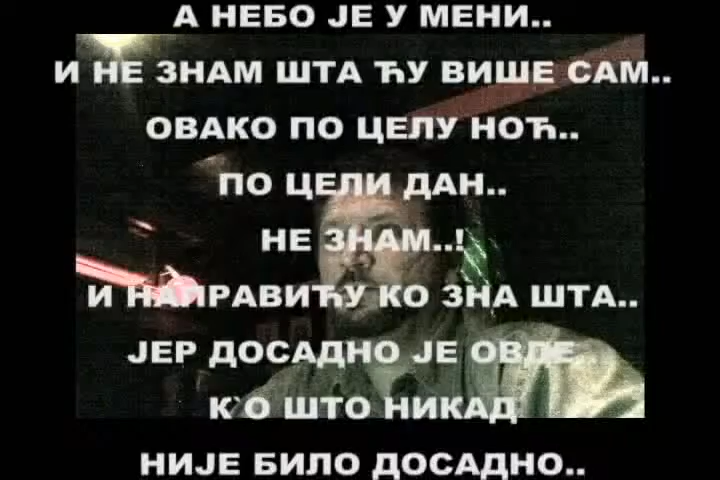 А НЕБО ЈЕ У МЕНИ..
И НЕ ЗНАМ ШТА ЋУ ВИШЕ САМ..
ОВАКО ПО ЦЕЛУ НОЋ..
ПО ЦЕЛИ ДАН..
НЕ ЗНАМ..!
И НАПРАВИЋУ КО ЗНА ШТА..
ЈЕР ДОСАДНО ЈЕ ОВДЕ
К`О ШТО НИКАД
НИЈЕ БИЛО ДОСАДНО..